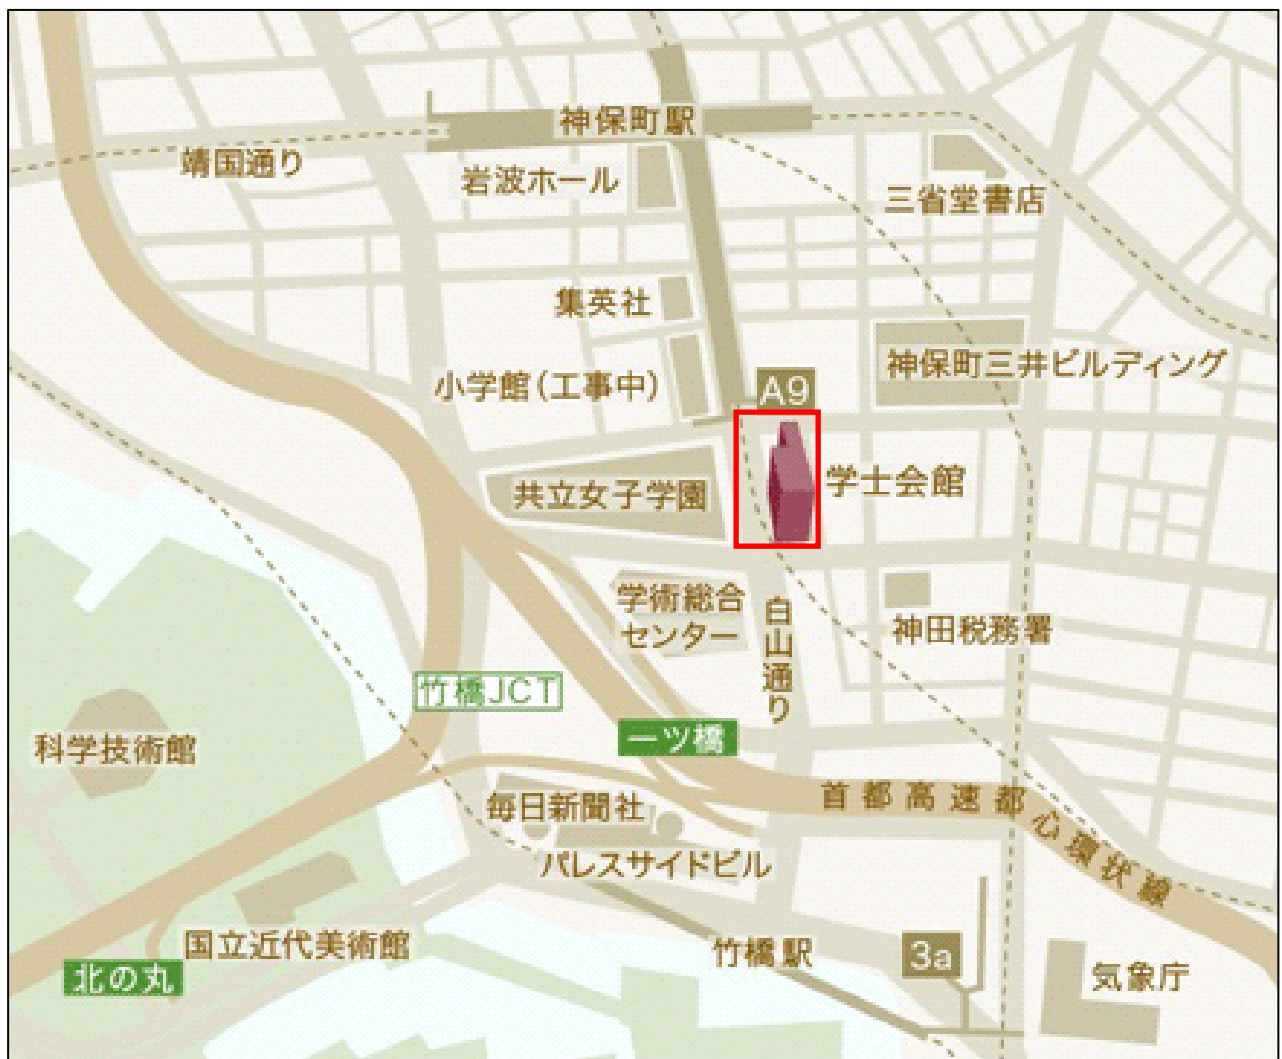 神保町駅
靖国通り
岩波ホール
三省堂書店
集英社
神保町三井ビルディング
小学館(工事中)
A9
学士会館
共立女子学園
学術総合
センター
白山通り
神田税務署
竹橋JCT
一ツ橋
科学技術館
毎日新聞社
首都高速都心環状線
パレスサイドビル
国立近代美術館
竹橋駅
3a
北の丸
気象庁